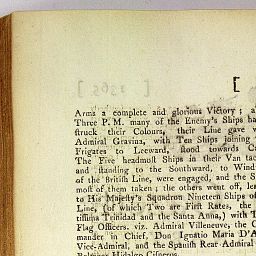 [
Arms a complete and glorious Victory ; a
Three P. M. many of the Enemy's Ships ha
struck their Colours, their Line gave w
Admiral Gravina, with Ten Ships joining
Frigates to Leeward, stood towards Ca
The Five headmost Ships in their Van tac
and standing to the Southward, to Wind
of the British Line, were engaged, and the S
most of them taken ; the others went off, lea
to His Majesty's Squadron Nineteen Ships of
Line, (of which Two are First Rates, the
tissima Trinidad and the Santa Anna,) with T
Flag Officers. viz. Admiral Villeneuve, the C
mander in Chief, Don Ignatio Maria D'A
Vice-Admiral, and the Spanish Rear Admiral
Baltazar Hidalgo Cisneros.